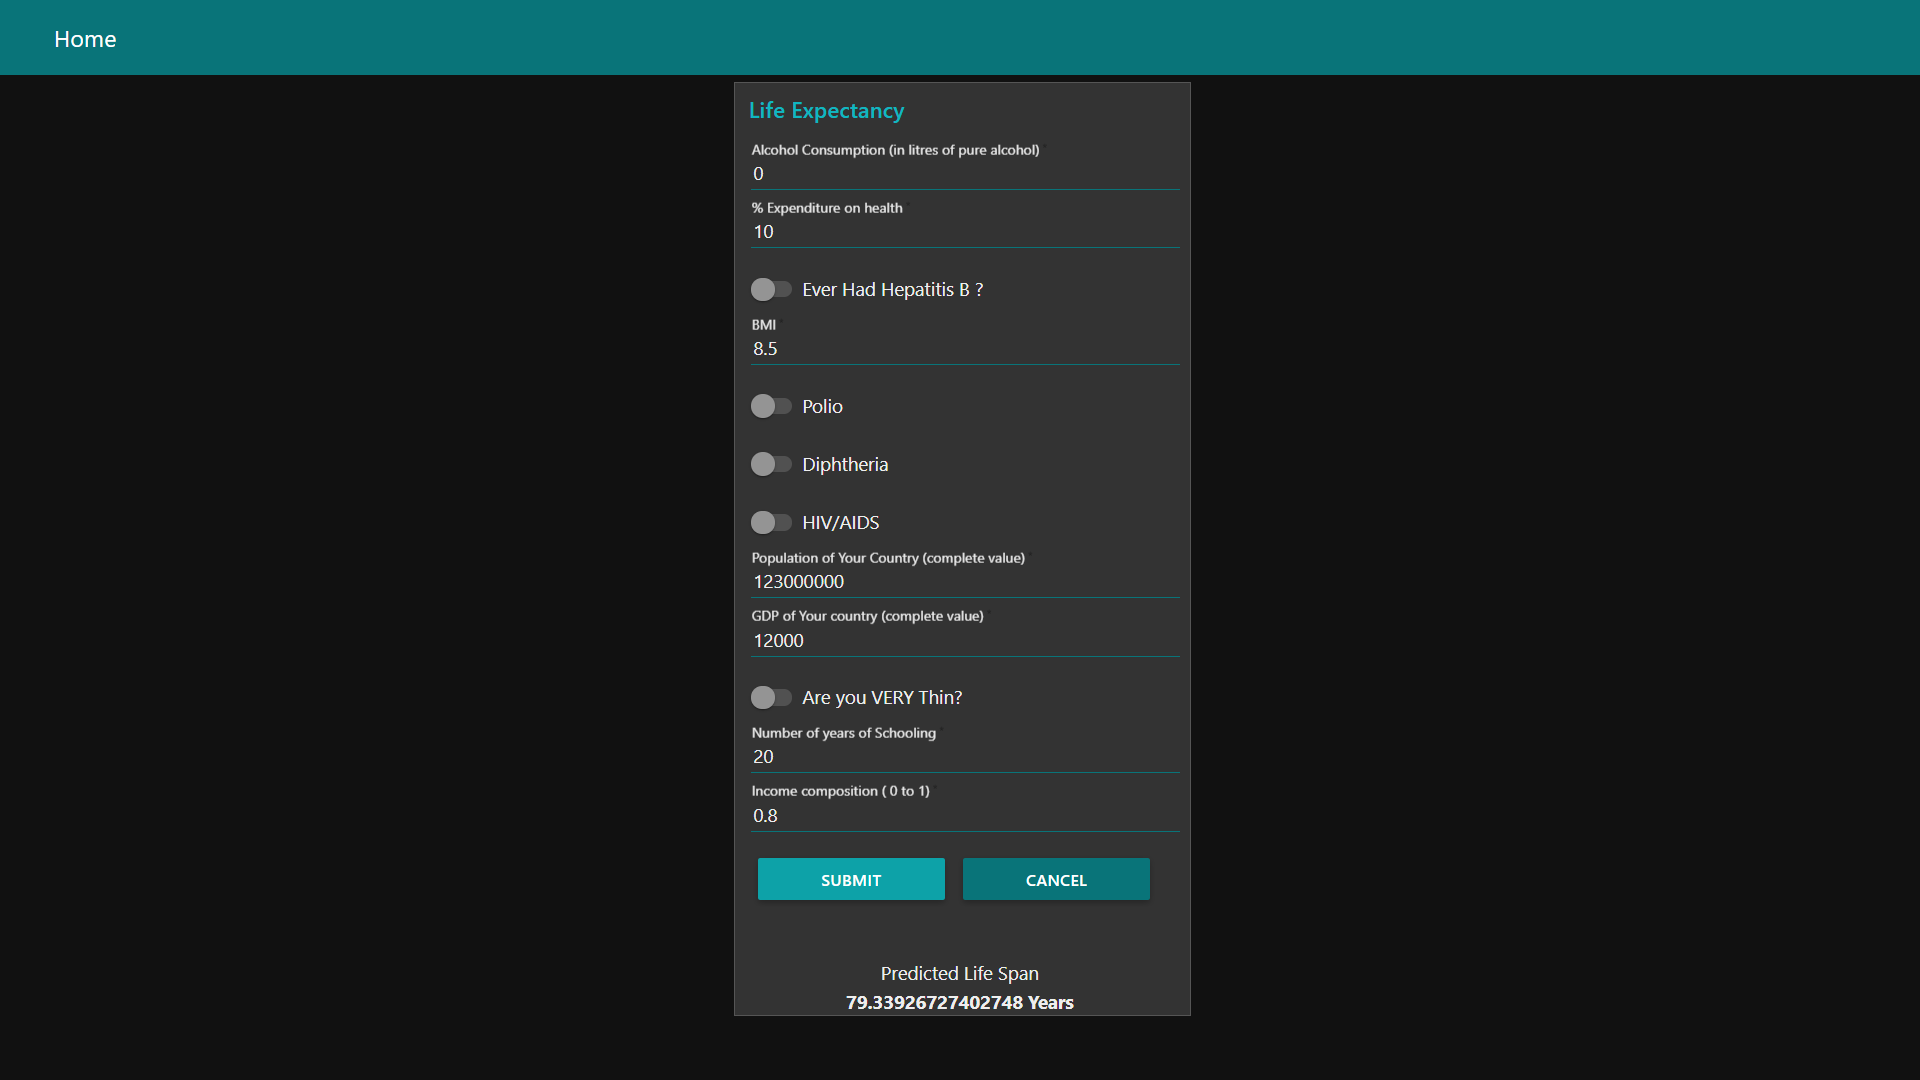 Home
Life Expectancy
Alcohol Consumption (in litres of pure alcohol) *
0
% Expenditure on health *
10
Ever Had Hepatitis B ?
BMI *
8.5
Polio
Diphtheria
HIV/AIDS
Population of Your Country (complete value) *
123000000
GDP of Your country (complete value) *
12000
Are you VERY Thin?
Number of years of Schooling *
20
Income composition ( 0 to 1) *
0.8
SUBMIT CANCEL
Predicted Life Span
79.33926727402748 Years